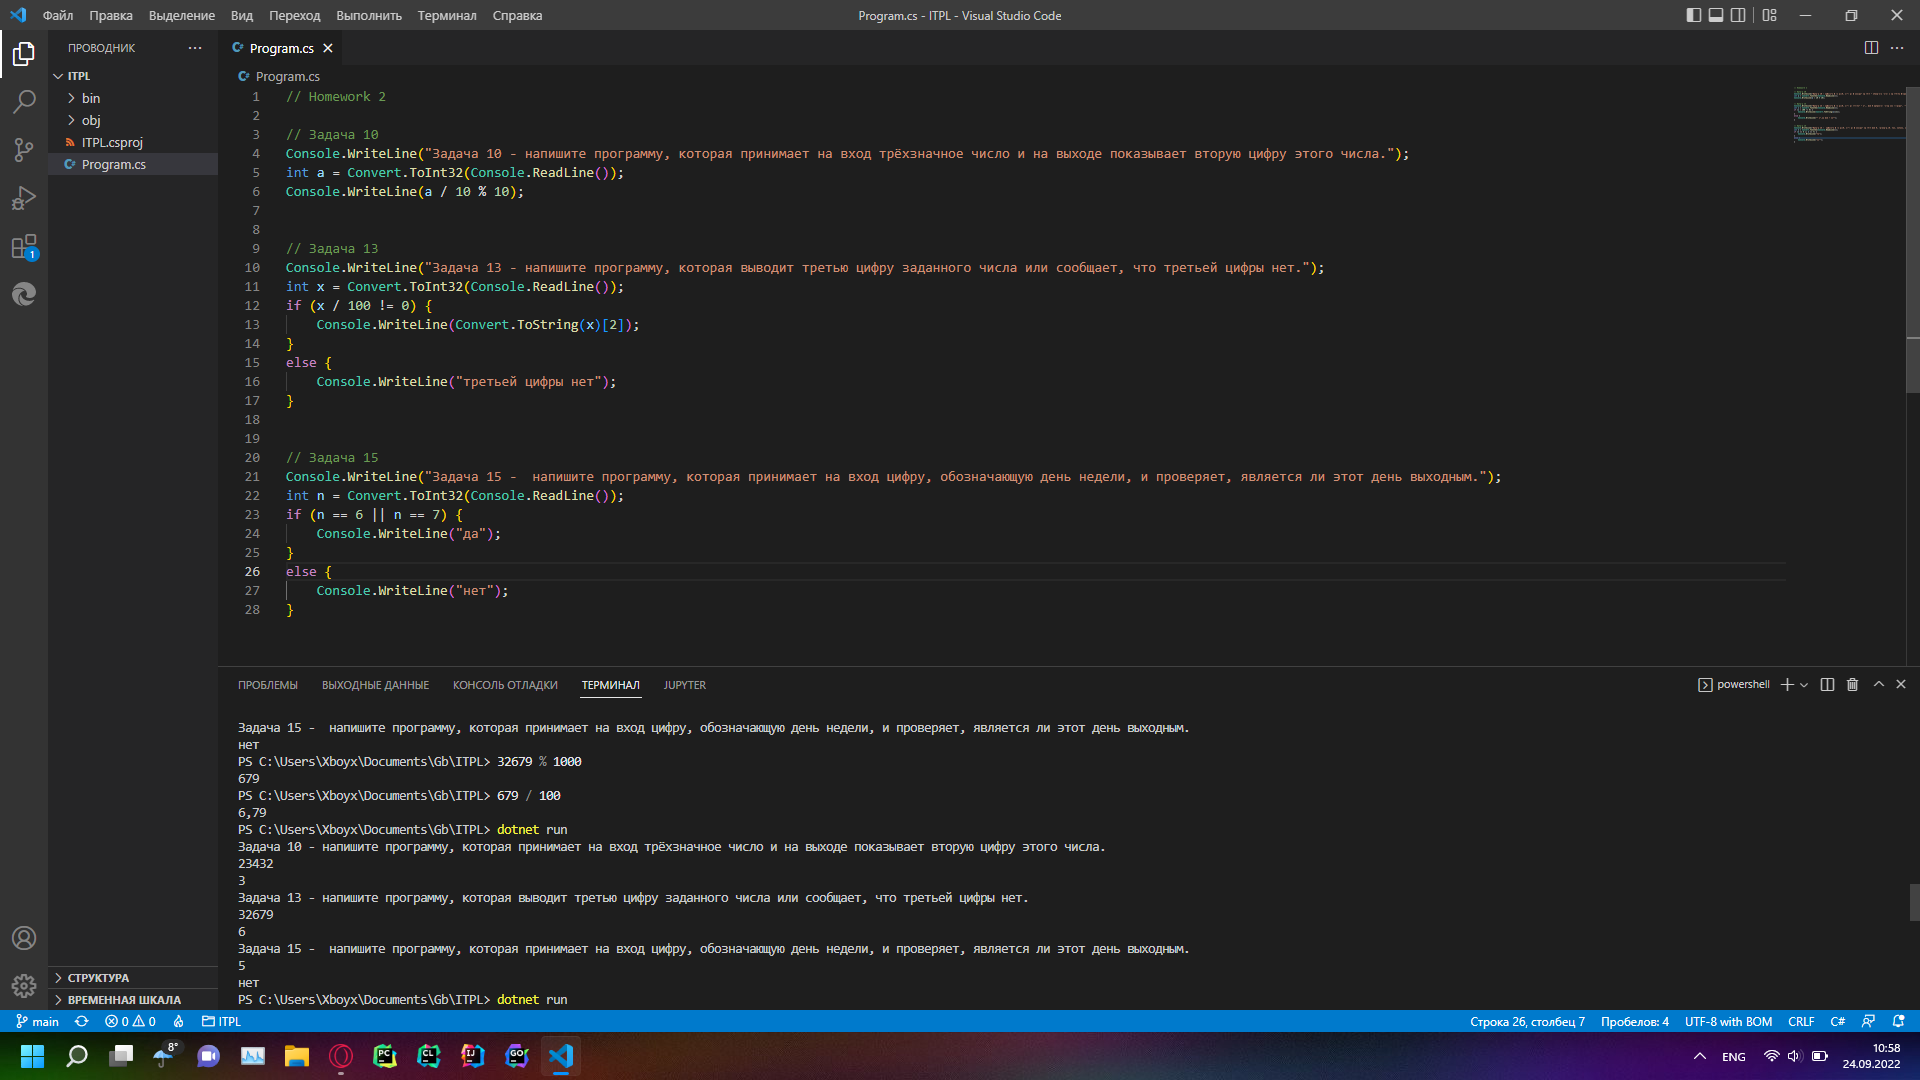 Файл Правка Выделение Вид Переход Выполнить Терминал Справка
Program.cs - ITPL - Visual Studio Code
ПРОВОДНИК
ITPL
bin
obj
ITPL.csproj
Program.cs
СТРУКТУРА
ВРЕМЕННАЯ ШКАЛА
1
Program.cs
Program.cs
1 // Homework 2
2
3 // Задача 10
4 Console.WriteLine("Задача 10 - напишите программу, которая принимает на вход трёхзначное число и на выходе показывает вторую цифру этого числа.");
5 int a = Convert.ToInt32(Console.ReadLine());
6 Console.WriteLine(a / 10 % 10);
7
8
9 // Задача 13
10 Console.WriteLine("Задача 13 - напишите программу, которая выводит третью цифру заданного числа или сообщает, что третьей цифры нет.");
11 int x = Convert.ToInt32(Console.ReadLine());
12 if (x / 100 != 0) {
13 Console.WriteLine(Convert.ToString(x)[2]);
14 }
15 else {
16 Console.WriteLine("третьей цифры нет");
17 }
18
19
20 // Задача 15
21 Console.WriteLine("Задача 15 -  напишите программу, которая принимает на вход цифру, обозначающую день недели, и проверяет, является ли этот день выходным.");
22 int n = Convert.ToInt32(Console.ReadLine());
23 if (n == 6 || n == 7) {
24 Console.WriteLine("да");
25 }
26 else {
27 Console.WriteLine("нет");
28 }
ПРОБЛЕМЫ ВЫХОДНЫЕ ДАННЫЕ КОНСОЛЬ ОТЛАДКИ ТЕРМИНАЛ JUPYTER
powershell
Задача 15 -  напишите программу, которая принимает на вход цифру, обозначающую день недели, и проверяет, является ли этот день выходным.
нет
PS C:\Users\Xboyx\Documents\Gb\ITPL> 32679 % 1000
679
PS C:\Users\Xboyx\Documents\Gb\ITPL> 679 / 100
6,79
PS C:\Users\Xboyx\Documents\Gb\ITPL> dotnet run
Задача 10 - напишите программу, которая принимает на вход трёхзначное число и на выходе показывает вторую цифру этого числа.
23432
3
Задача 13 - напишите программу, которая выводит третью цифру заданного числа или сообщает, что третьей цифры нет.
32679
6
Задача 15 -  напишите программу, которая принимает на вход цифру, обозначающую день недели, и проверяет, является ли этот день выходным.
5
нет
PS C:\Users\Xboyx\Documents\Gb\ITPL> dotnet run
main 0 0 ITPL
Строка 26, столбец 7 Пробелов: 4 UTF-8 with BOM CRLF C#
8° PC CL IJ GO
ENG
10:58
24.09.2022